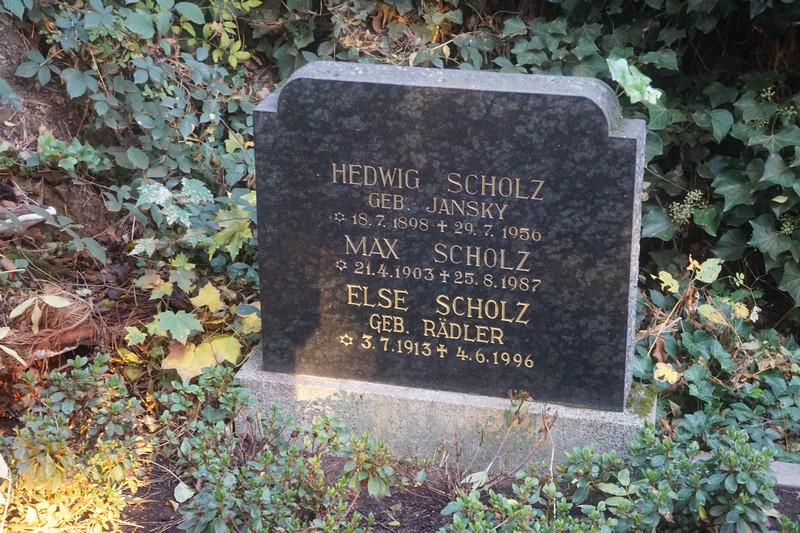 HEDWIG SCHOLZ
GEB. JANSKY
✡ 18.7.1898 ✝ 29.7.1956
MAX SCHOLZ
✡ 21.4.1903 ✝ 25.8.1987
ELSE SCHOLZ
GEB. RÄDLER
✡ 3.7.1913 ✝ 4.6.1996